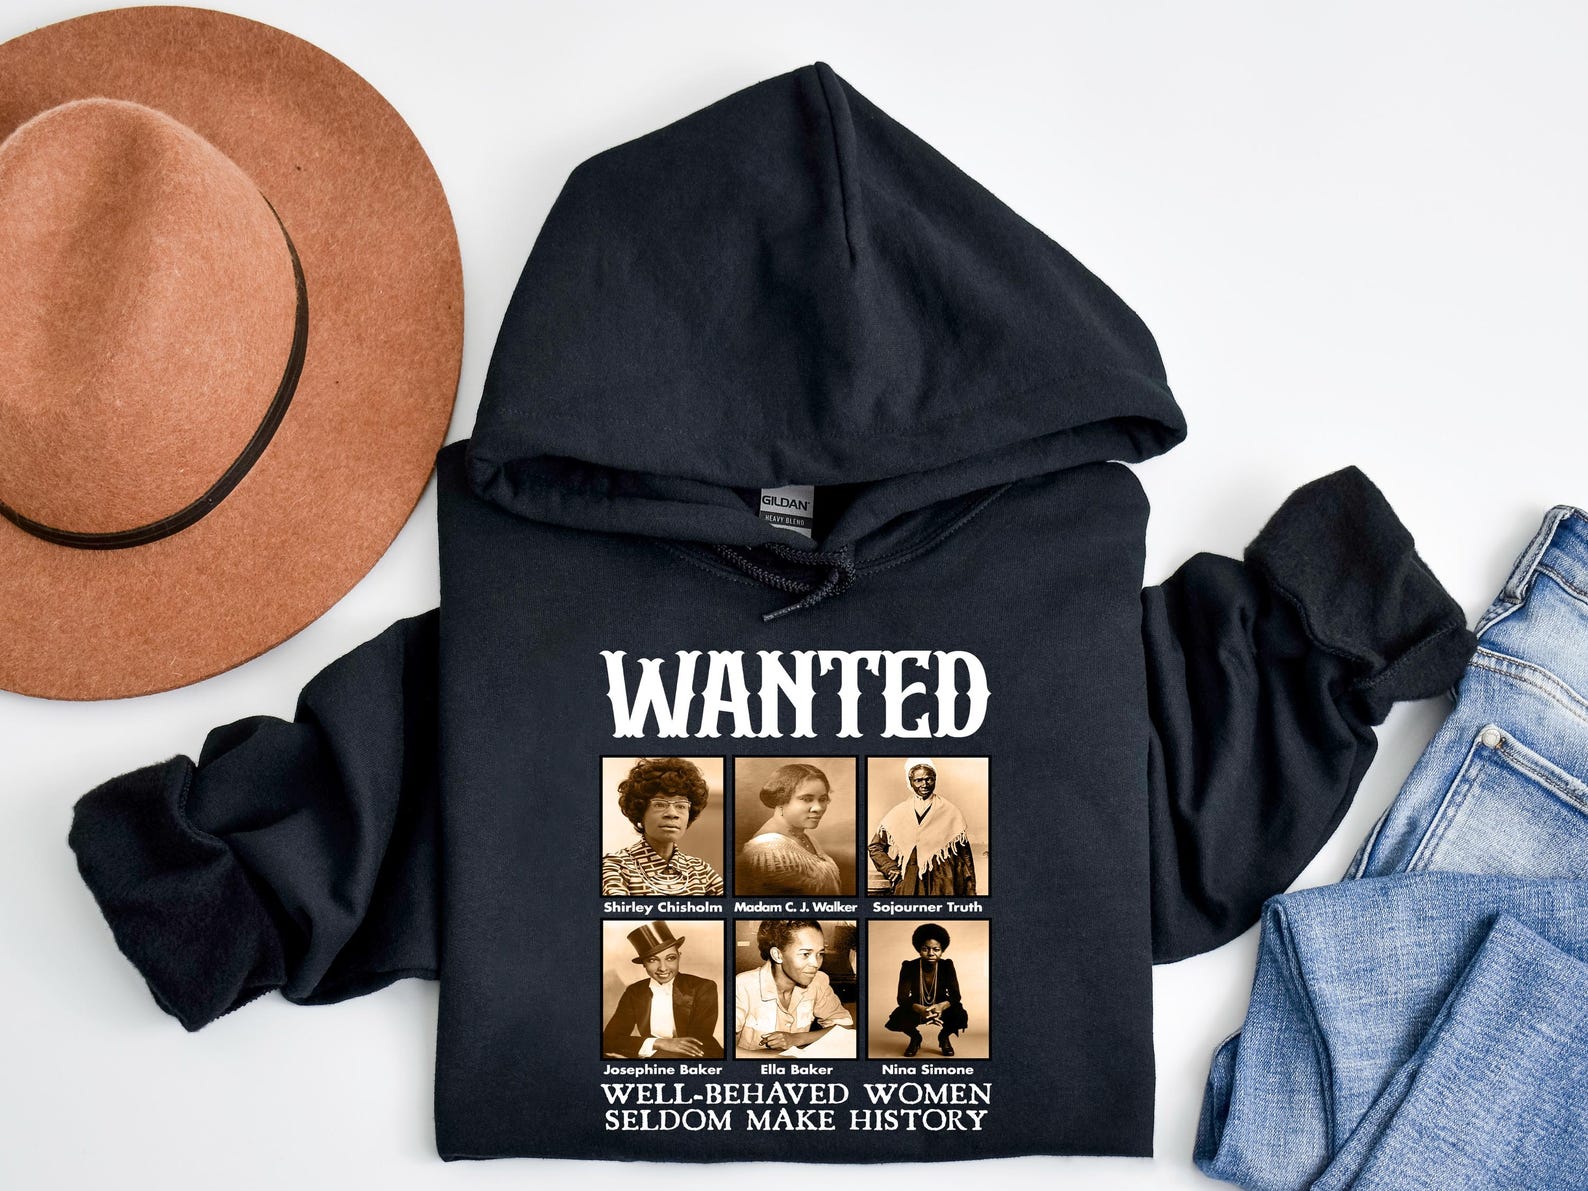 GILDAN
HEAVY BLEND
WANTED
Shirley Chisholm Madam C. J. Walker Sojourner Truth
Josephine Baker Ella Baker Nina Simone
WELL-BEHAVED WOMEN
SELDOM MAKE HISTORY